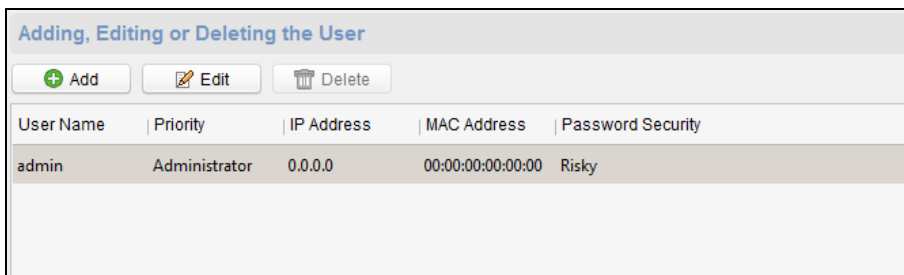 Adding, Editing or Deleting the User
Add Edit Delete
User Name Priority IP Address MAC Address Password Security
admin Administrator 0.0.0.0 00:00:00:00:00:00 Risky